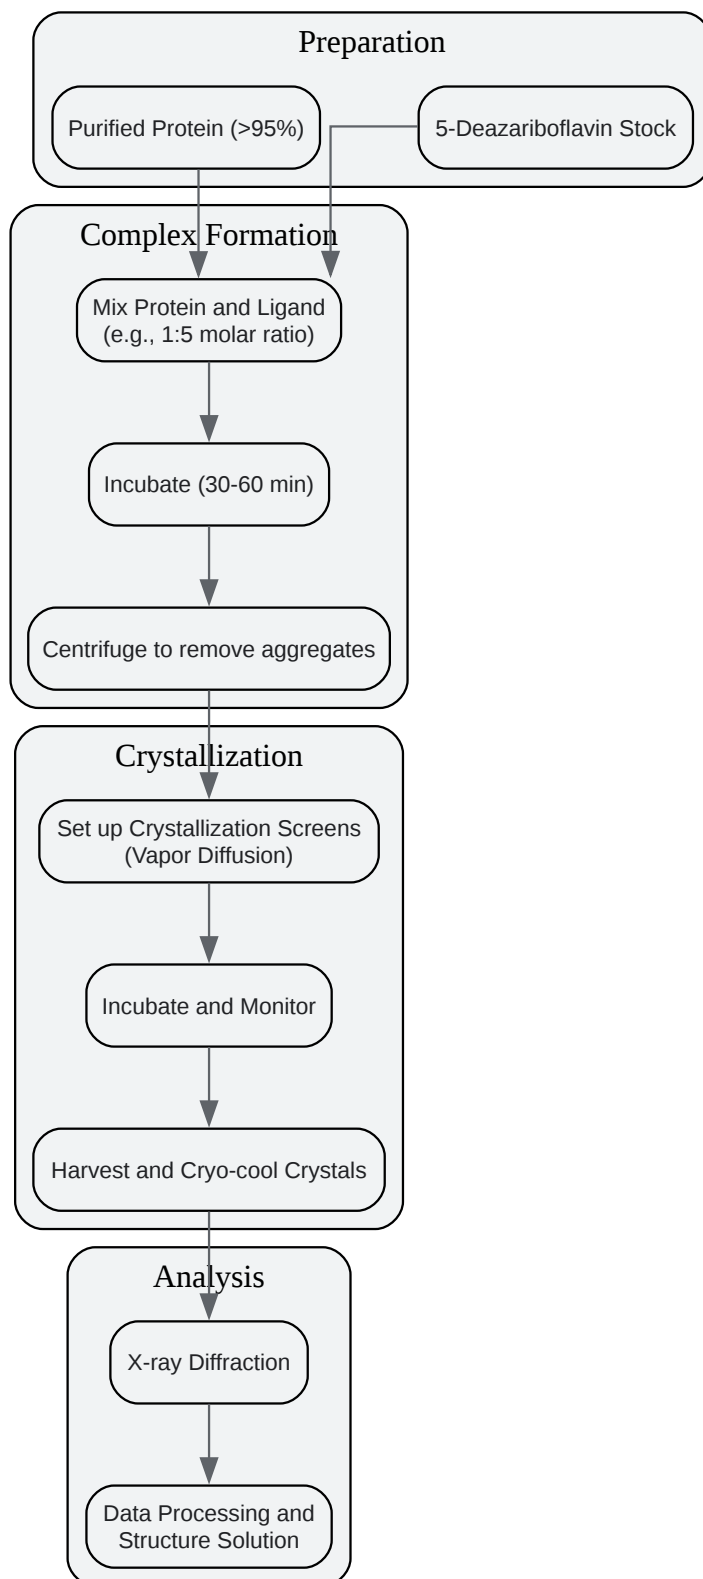 Preparation
Purified Protein (>95%)
5-Deazariboflavin Stock
Complex Formation
Mix Protein and Ligand
(e.g., 1:5 molar ratio)
Incubate (30-60 min)
Centrifuge to remove aggregates
Crystallization
Set up Crystallization Screens
(Vapor Diffusion)
Incubate and Monitor
Harvest and Cryo-cool Crystals
Analysis
X-ray Diffraction
Data Processing and
Structure Solution